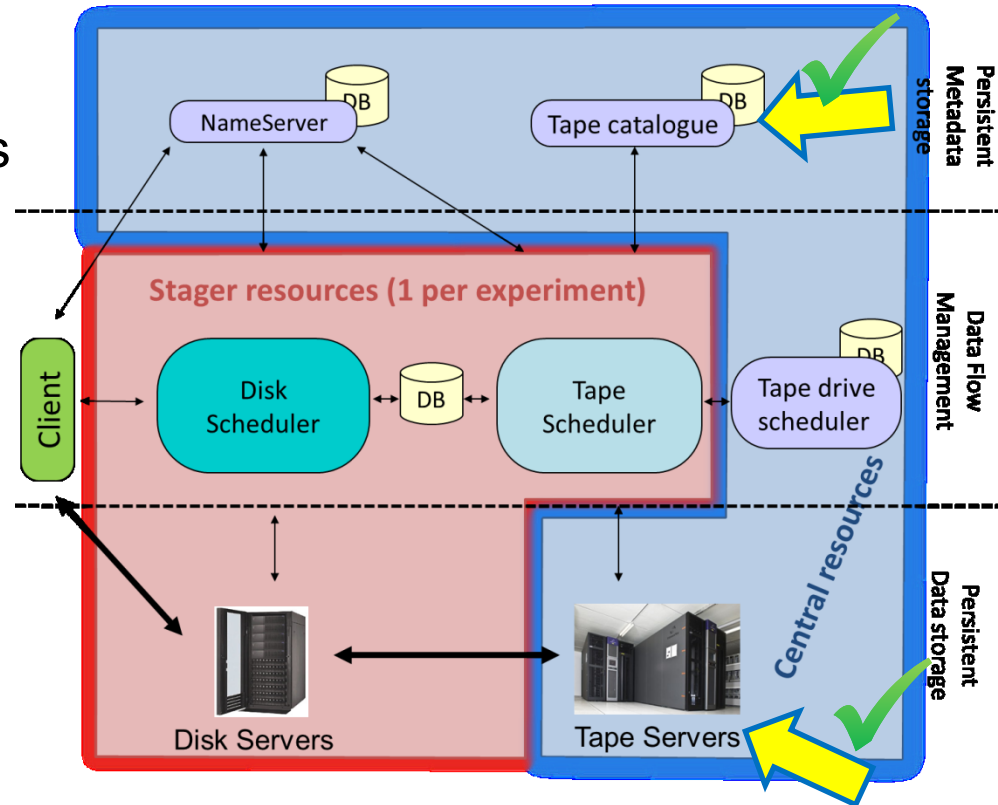 s
DB
NameServer
DB
Tape catalogue
Persistent
Metadata
storage
Stager resources (1 per experiment)
Client
Disk
Scheduler
DB
Tape
Scheduler
DB
Tape drive
scheduler
Data Flow
Management
Central resources
Disk Servers
Tape Servers
Persistent
Data storage